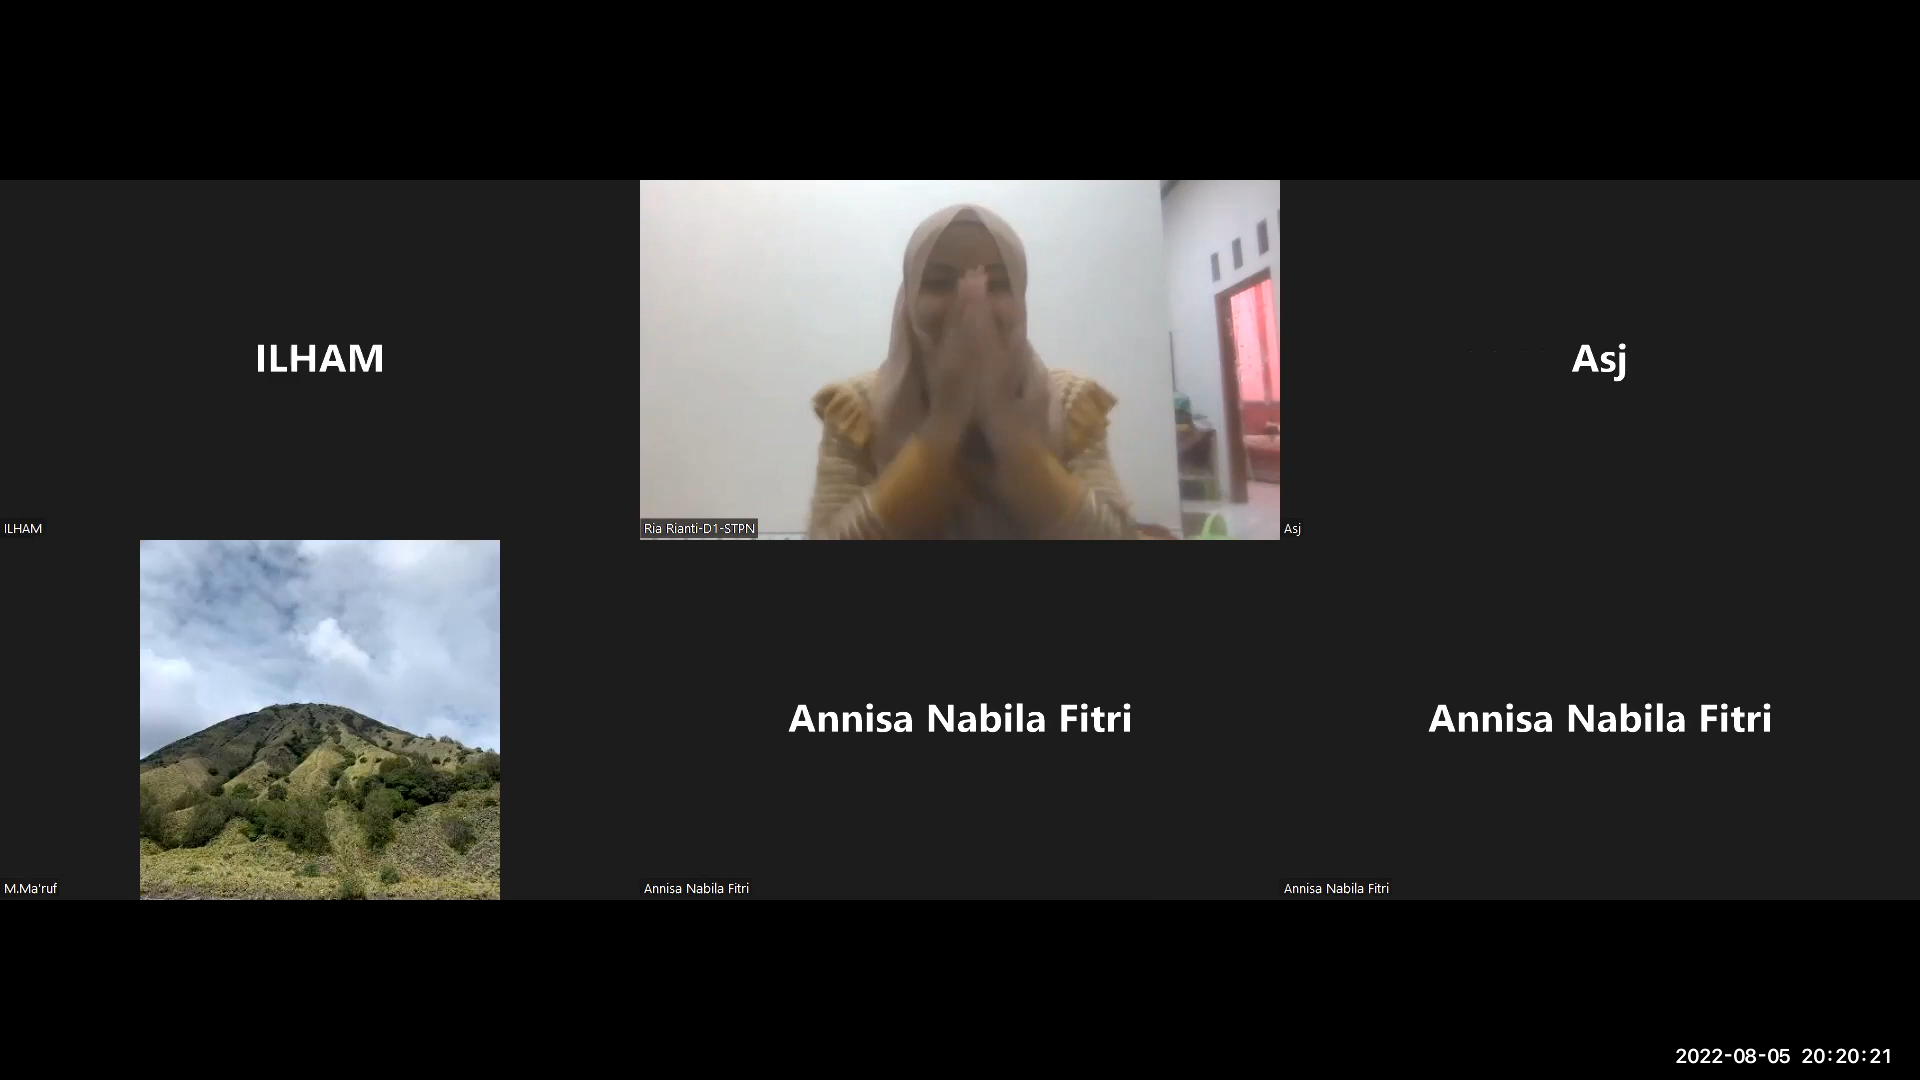 ILHAM
Asj
ILHAM
Ria Rianti-D1-STPN
Asj
Annisa Nabila Fitri
Annisa Nabila Fitri
M.Ma'ruf
Annisa Nabila Fitri
Annisa Nabila Fitri
2022-08-05 20:20:21